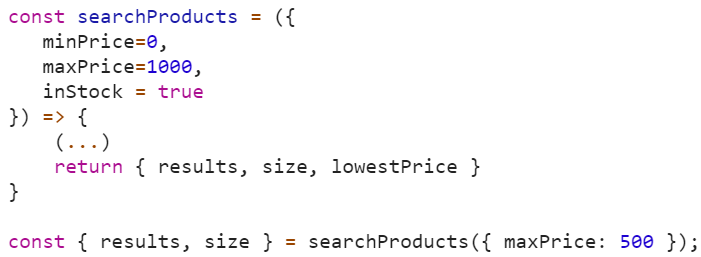 const searchProducts = ({
   minPrice=0,
   maxPrice=1000,
   inStock = true
}) => {
    (...)
    return { results, size, lowestPrice }
}

const { results, size } = searchProducts({ maxPrice: 500 });